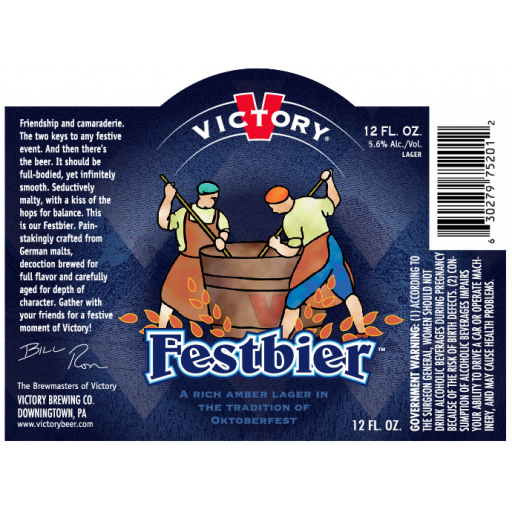 VICTORY®
Friendship and camaraderie.
The two keys to any festive
event. And then there's
the beer. It should be
full-bodied, yet infinitely
smooth. Seductively
malty, with a kiss of the
hops for balance. This
is our Festbier. Pain-
stakingly crafted from
German malts,
decoction brewed for
full flavor and carefully
aged for depth of
character. Gather with
your friends for a festive
moment of Victory!
Bill
Ron
The Brewmasters of Victory
VICTORY BREWING CO.
DOWNINGTOWN, PA
www.victorybeer.com
Festbier™
A RICH AMBER LAGER IN
THE TRADITION OF
OKTOBERFEST
12 FL. OZ.
5.6% Alc./Vol.
LAGER
6 30279 75201 2
GOVERNMENT WARNING: (1) ACCORDING TO
THE SURGEON GENERAL, WOMEN SHOULD NOT
DRINK ALCOHOLIC BEVERAGES DURING PREGNANCY
BECAUSE OF THE RISK OF BIRTH DEFECTS. (2) CON-
SUMPTION OF ALCOHOLIC BEVERAGES IMPAIRS
YOUR ABILITY TO DRIVE A CAR OR OPERATE MACH-
INERY, AND MAY CAUSE HEALTH PROBLEMS.
12 FL. OZ.